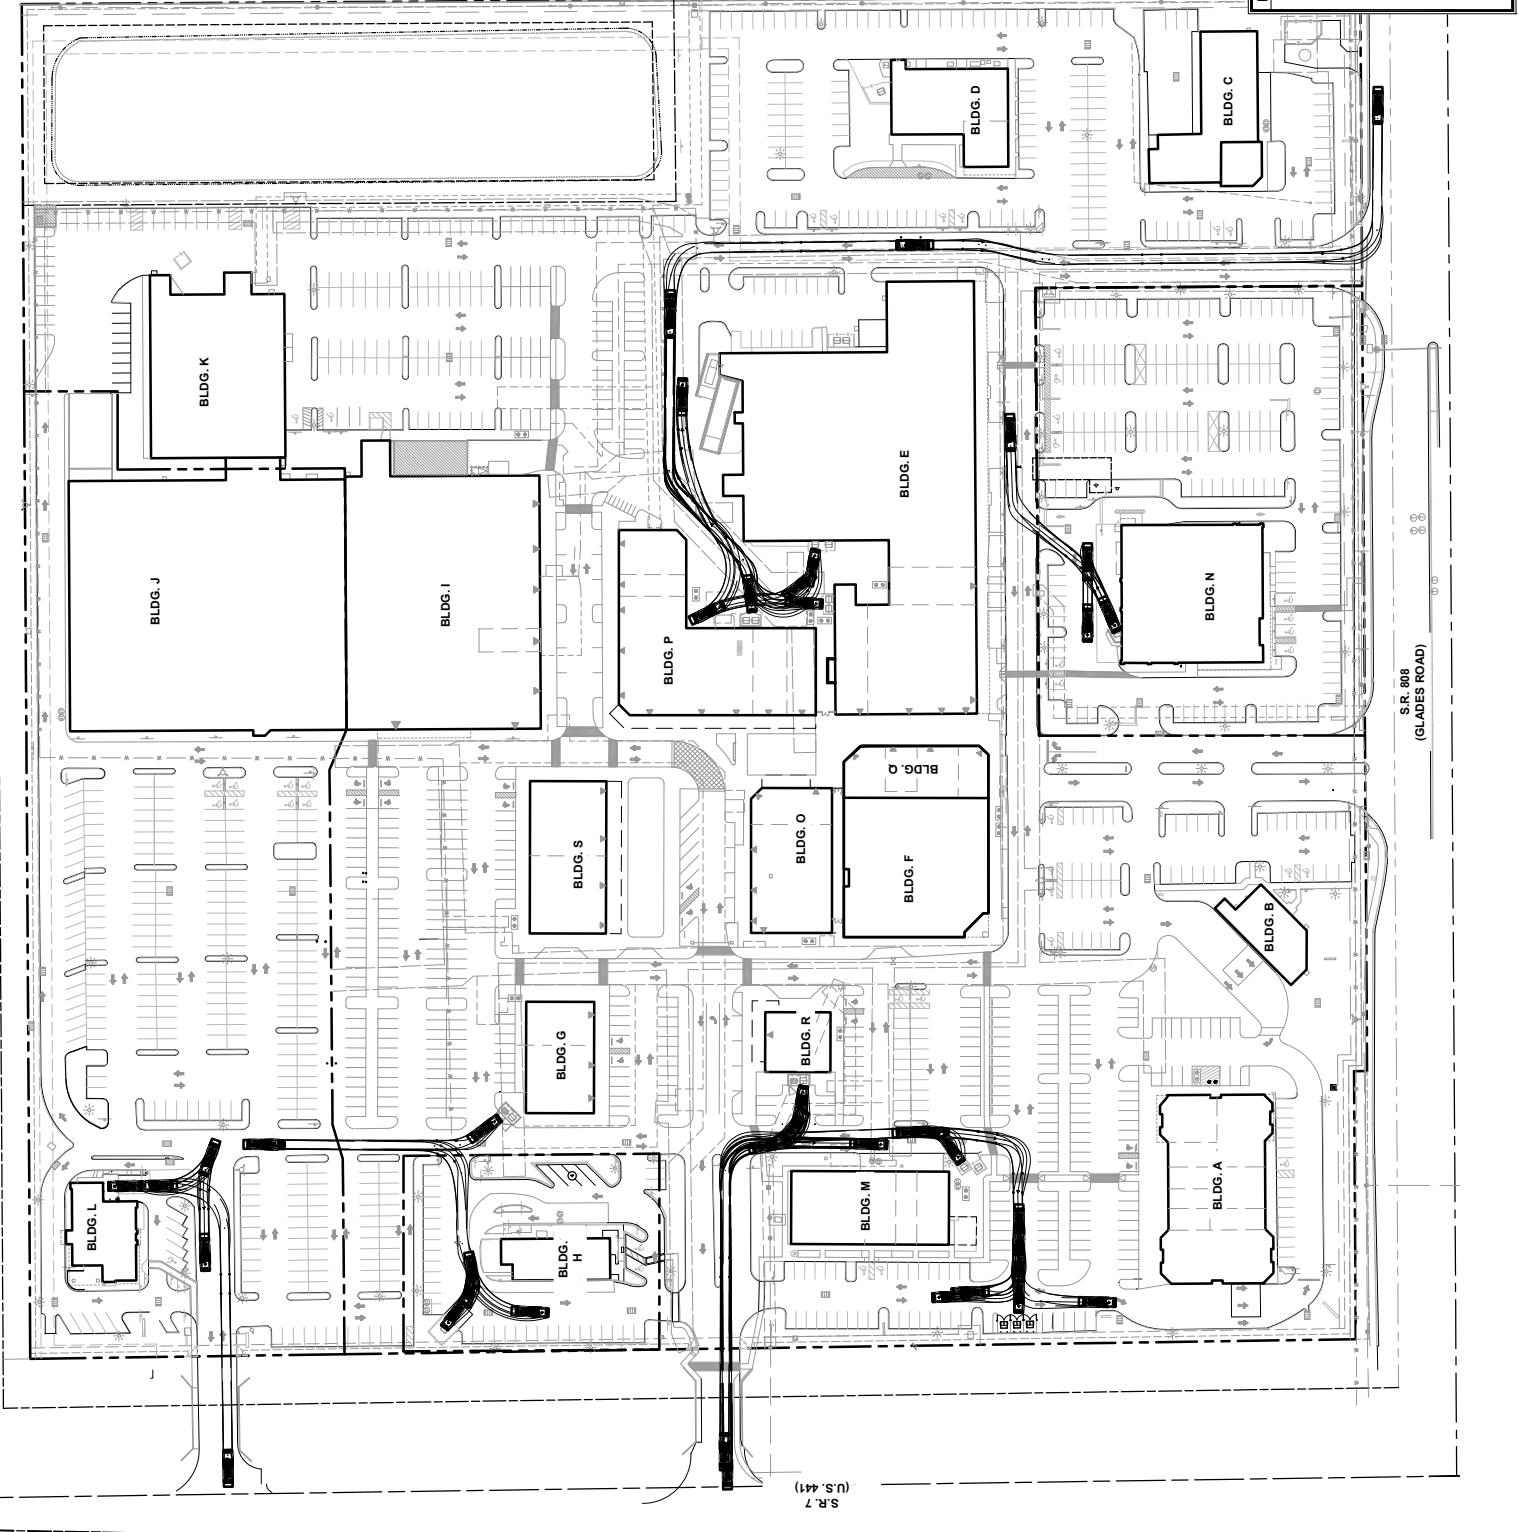 BLDG. C
BLDG. D
BLDG. K
BLDG. E
BLDG. J
BLDG. I
BLDG. N
BLDG. P
S.R. 808
(GLADES ROAD)
BLDG. Q
BLDG. O
BLDG. S
BLDG. F
BLDG. B
BLDG. G
BLDG. R
BLDG. A
BLDG. M
BLDG. L
BLDG.
H
S.R. 7
(U.S. 441)